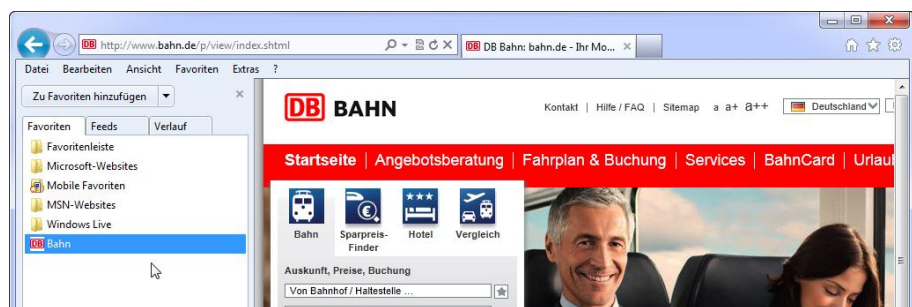 DB http://www.bahn.de/p/view/index.shtml
DB DB Bahn: bahn.de - Ihr Mo...
Datei Bearbeiten Ansicht Favoriten Extras ?
Zu Favoriten hinzufügen
Favoriten Feeds Verlauf
Favoritenleiste
Microsoft-Websites
Mobile Favoriten
MSN-Websites
Windows Live
DB Bahn
DB BAHN
Kontakt | Hilfe / FAQ | Sitemap a a+ a++ Deutschland
Startseite | Angebotsberatung | Fahrplan & Buchung | Services | BahnCard | Urlau
Bahn Sparpreis-Finder Hotel Vergleich
Auskunft, Preise, Buchung
Von Bahnhof / Haltestelle ...